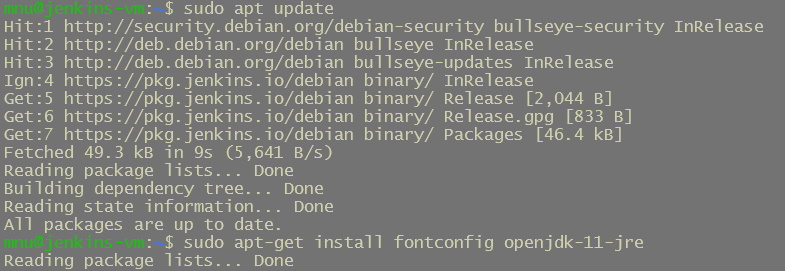 mnu@jenkins-vm:~$ sudo apt update
Hit:1 http://security.debian.org/debian-security bullseye-security InRelease
Hit:2 http://deb.debian.org/debian bullseye InRelease
Hit:3 http://deb.debian.org/debian bullseye-updates InRelease
Ign:4 https://pkg.jenkins.io/debian binary/ InRelease
Get:5 https://pkg.jenkins.io/debian binary/ Release [2,044 B]
Get:6 https://pkg.jenkins.io/debian binary/ Release.gpg [833 B]
Get:7 https://pkg.jenkins.io/debian binary/ Packages [46.4 kB]
Fetched 49.3 kB in 9s (5,641 B/s)
Reading package lists... Done
Building dependency tree... Done
Reading state information... Done
All packages are up to date.
mnu@jenkins-vm:~$ sudo apt-get install fontconfig openjdk-11-jre
Reading package lists... Done